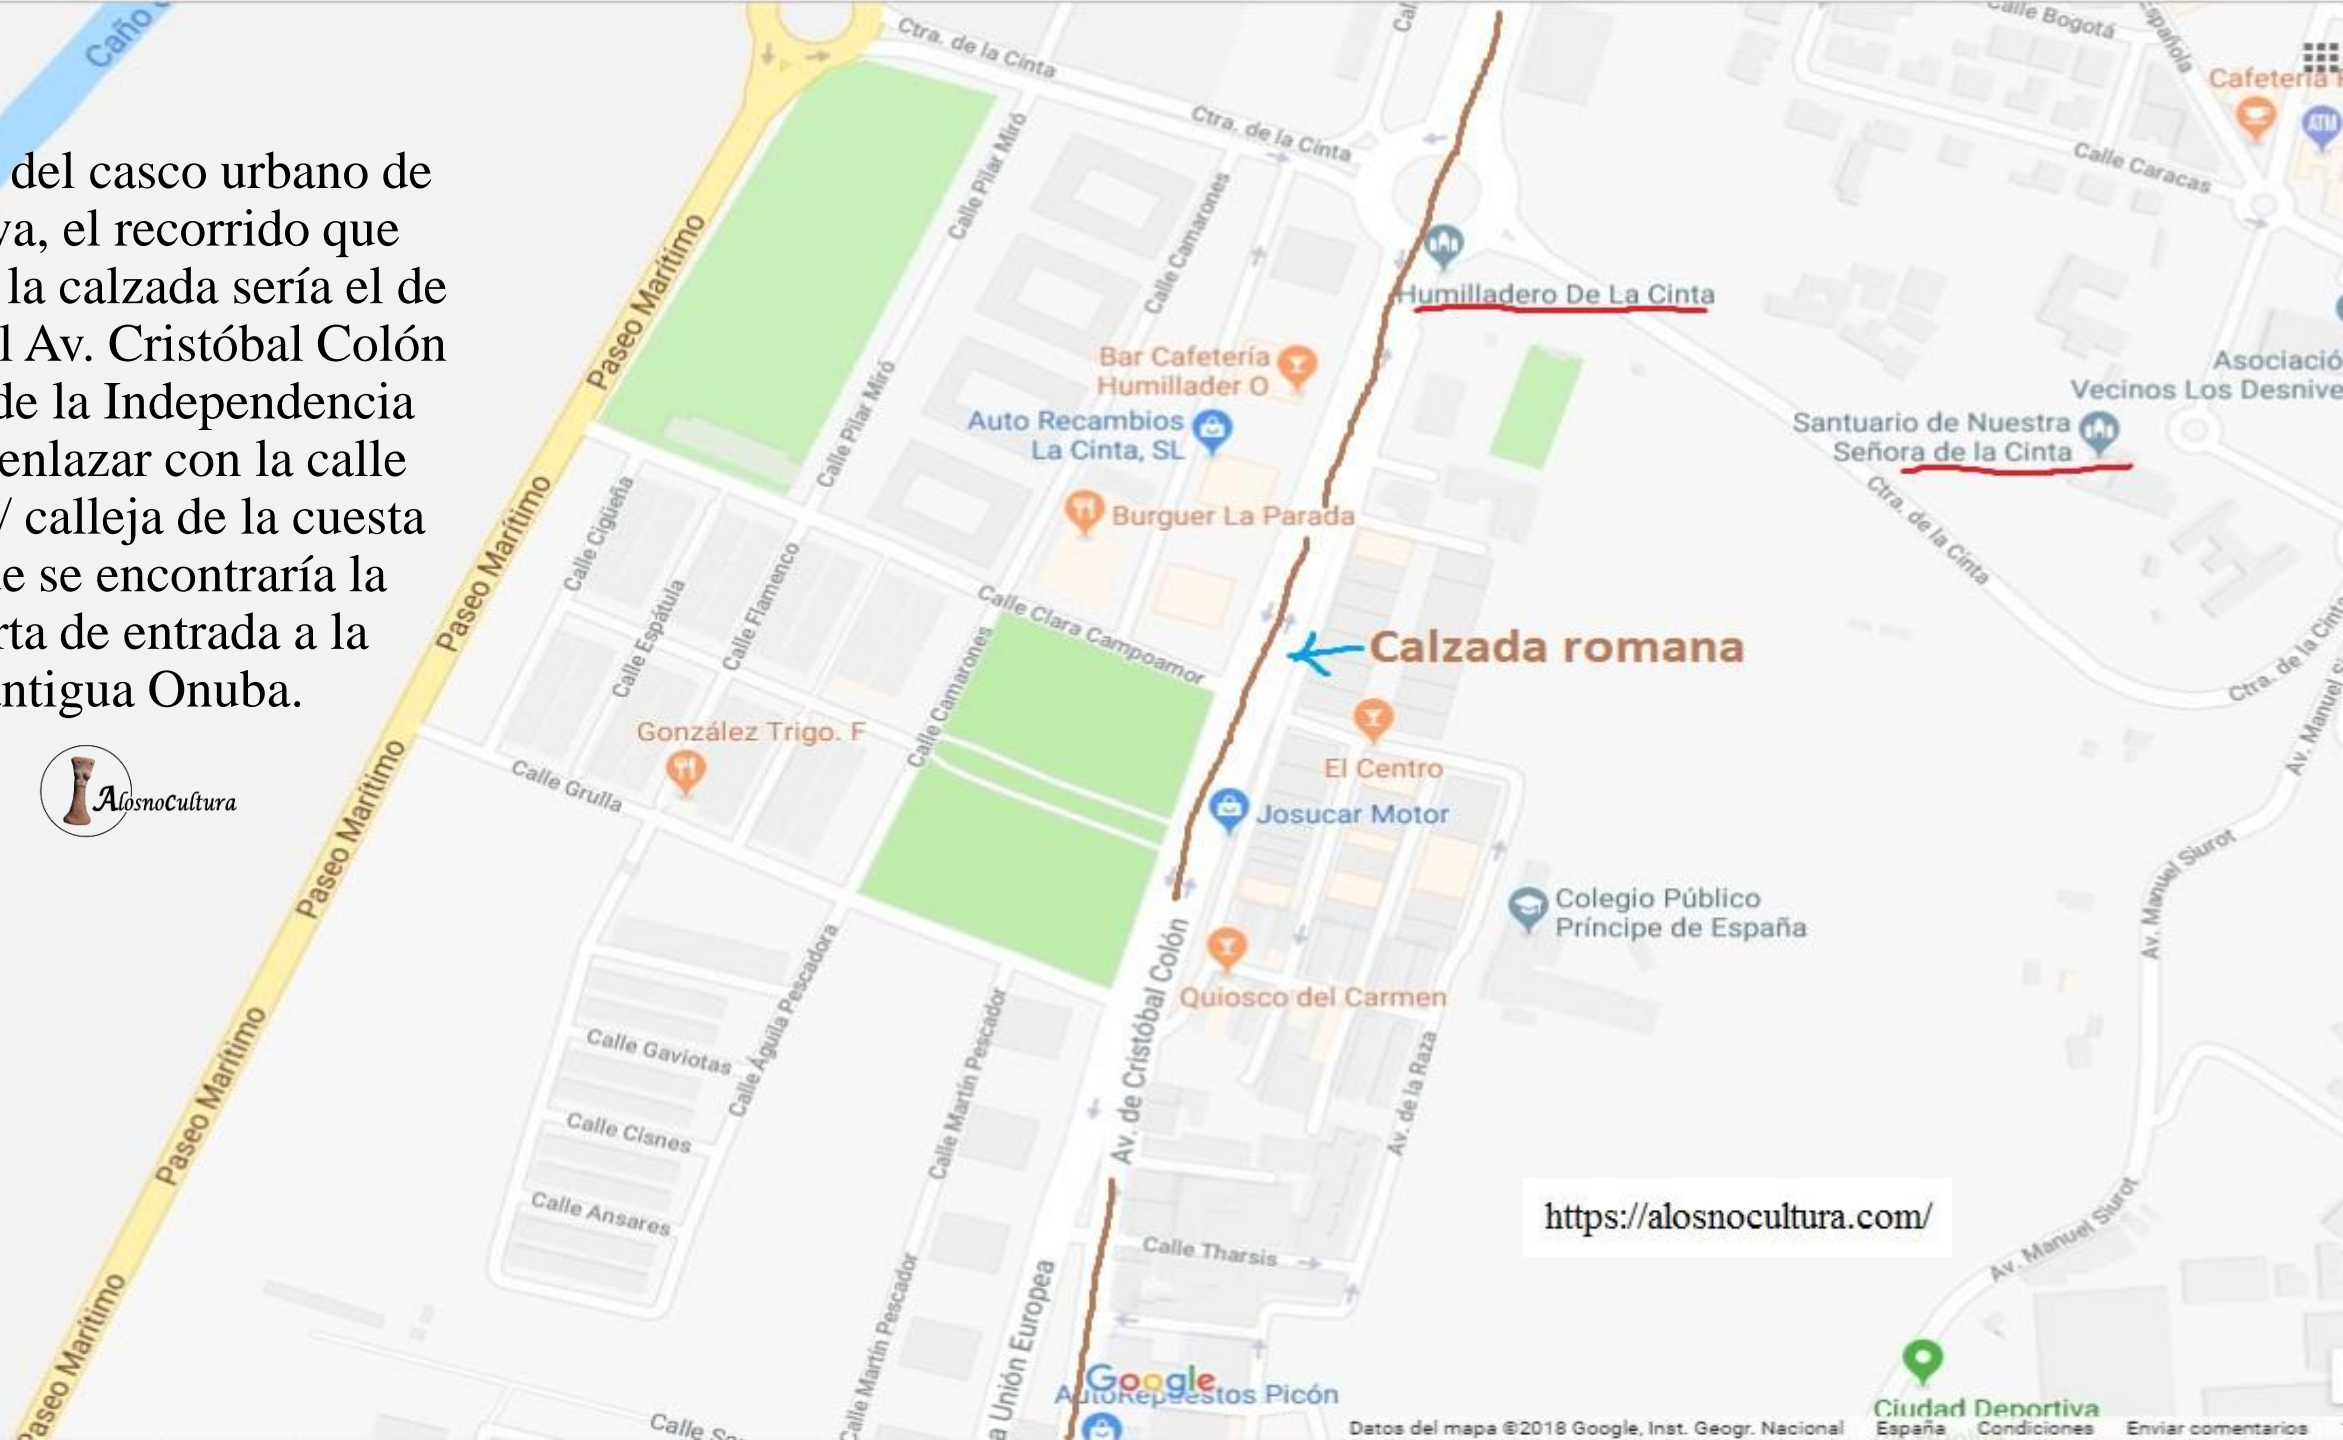 del casco urbano de
va, el recorrido que
la calzada sería el de
l Av. Cristóbal Colón
de la Independencia
enlazar con la calle
/ calleja de la cuesta
e se encontraría la
rta de entrada a la
ntigua Onuba.
AlosnoCultura
Caño
Ctra. de la Cinta
Ctra. de la Cinta
Calle Bogotá
Española
Cafetería
ATM
Calle Caracas
Calle Pilar Miró
Calle Camarones
Paseo Marítimo
Humilladero De La Cinta
Bar Cafetería
Humillader O
Auto Recambios
La Cinta, SL
Asociació
Vecinos Los Desnive
Santuario de Nuestra
Señora de la Cinta
Calle Pilar Miró
Ctra. de la Cinta
Burguer La Parada
Paseo Marítimo
Calle Cigüeña
Calle Espátula
Calle Flamenco
Calle Clara Campoamor
Calle Camarones
Calzada romana
Ctra. de la Cinta
Av. Manuel S
González Trigo. F
Calle Grulla
El Centro
Josucar Motor
Paseo Marítimo
Av. Manuel Siurot
Colegio Público
Príncipe de España
Quiosco del Carmen
Av. de Cristóbal Colón
Calle Águila Pescadora
Calle Martín Pescador
Calle Gaviotas
Calle Cisnes
Calle Ansares
Av. de la Raza
Paseo Marítimo
https://alosnocultura.com/
Av. Manuel Siurot
Calle Tharsis
a Unión Europea
Calle Martín Pescador
Paseo Marítimo
Google
AutoRepuestos Picón
Ciudad Deportiva
Calle
Datos del mapa ©2018 Google, Inst. Geogr. Nacional España Condiciones Enviar comentarios